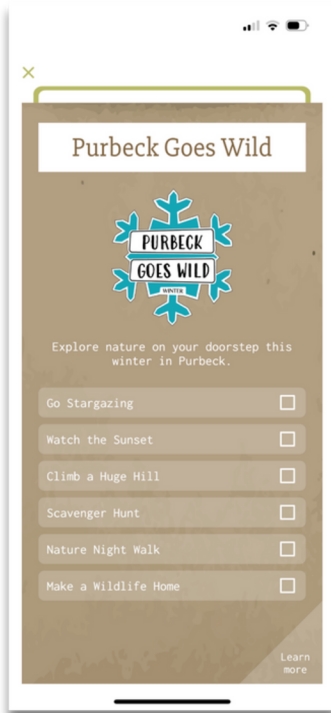 Purbeck Goes Wild
PURBECK
GOES WILD
WINTER
Explore nature on your doorstep this
winter in Purbeck.
Go Stargazing
Watch the Sunset
Climb a Huge Hill
Scavenger Hunt
Nature Night Walk
Make a Wildlife Home
Learn
more